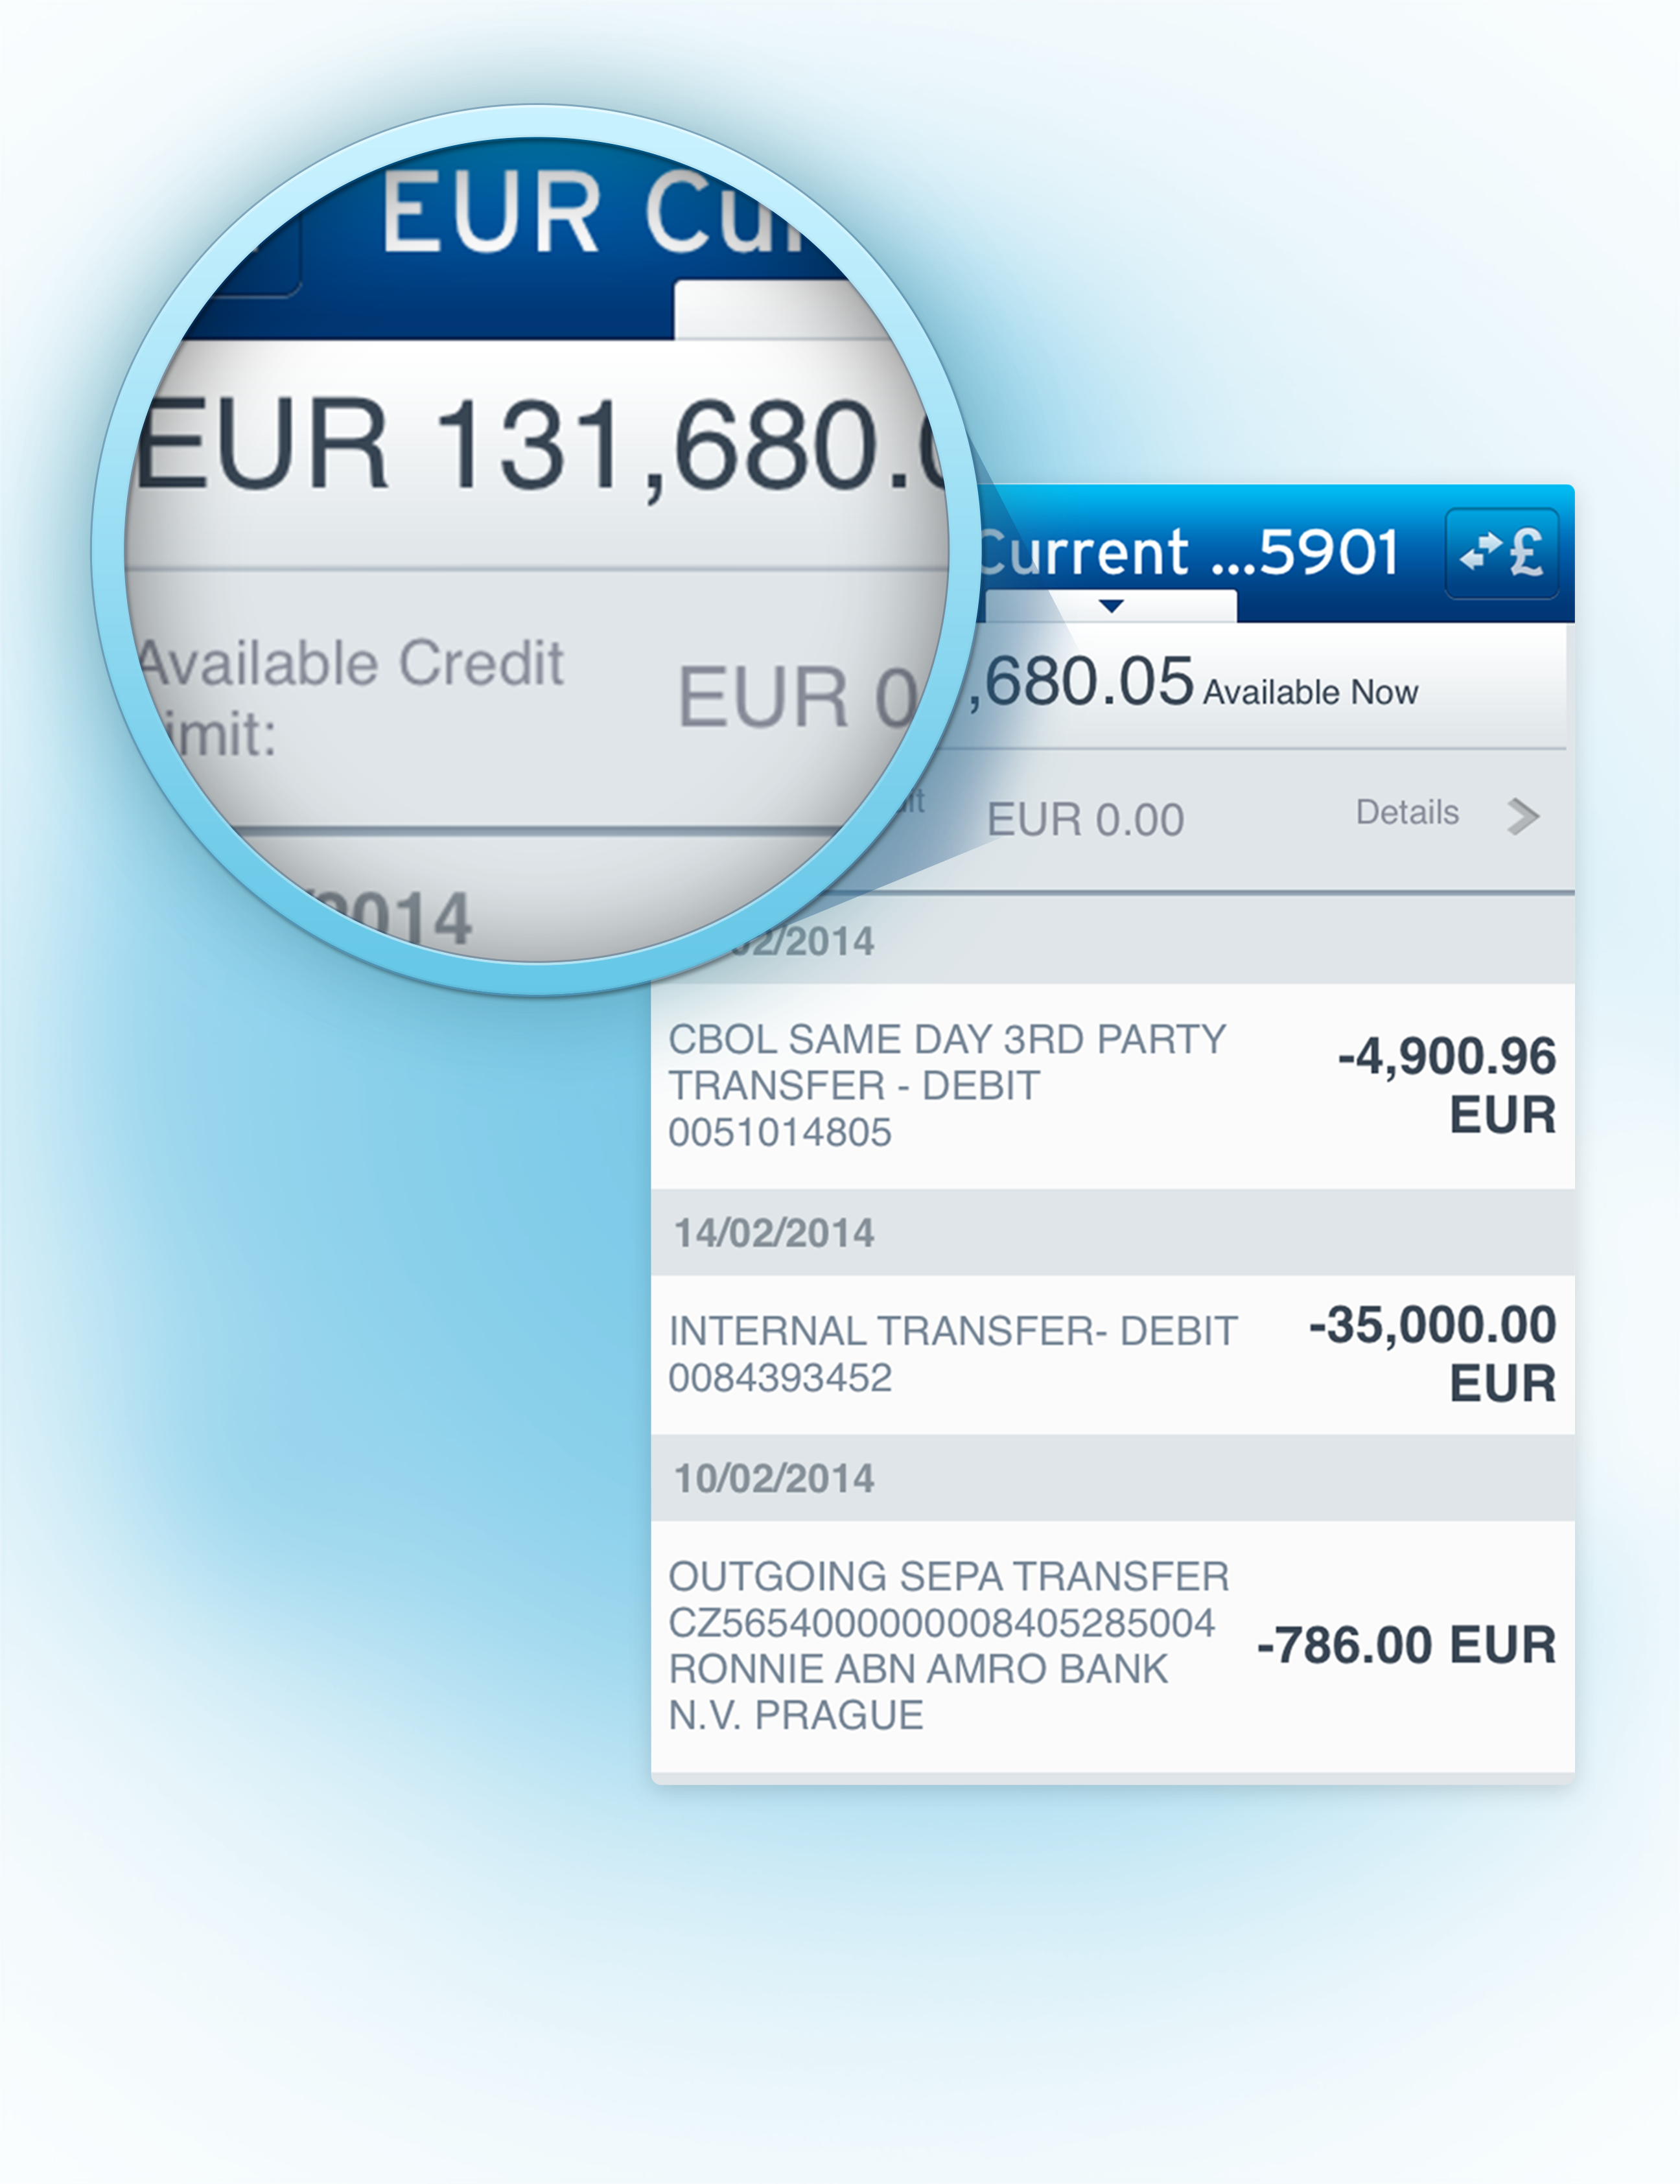 EUR Cur
EUR 131,680.
Available Credit
EUR 0
imit:
/2014
Current ...5901
£
,680.05 Available Now
EUR 0.00
Details
02/2014
CBOL SAME DAY 3RD PARTY
TRANSFER - DEBIT
0051014805
-4,900.96
EUR
14/02/2014
INTERNAL TRANSFER- DEBIT
0084393452
-35,000.00
EUR
10/02/2014
OUTGOING SEPA TRANSFER
CZ5654000000008405285004
RONNIE ABN AMRO BANK
N.V. PRAGUE
-786.00 EUR